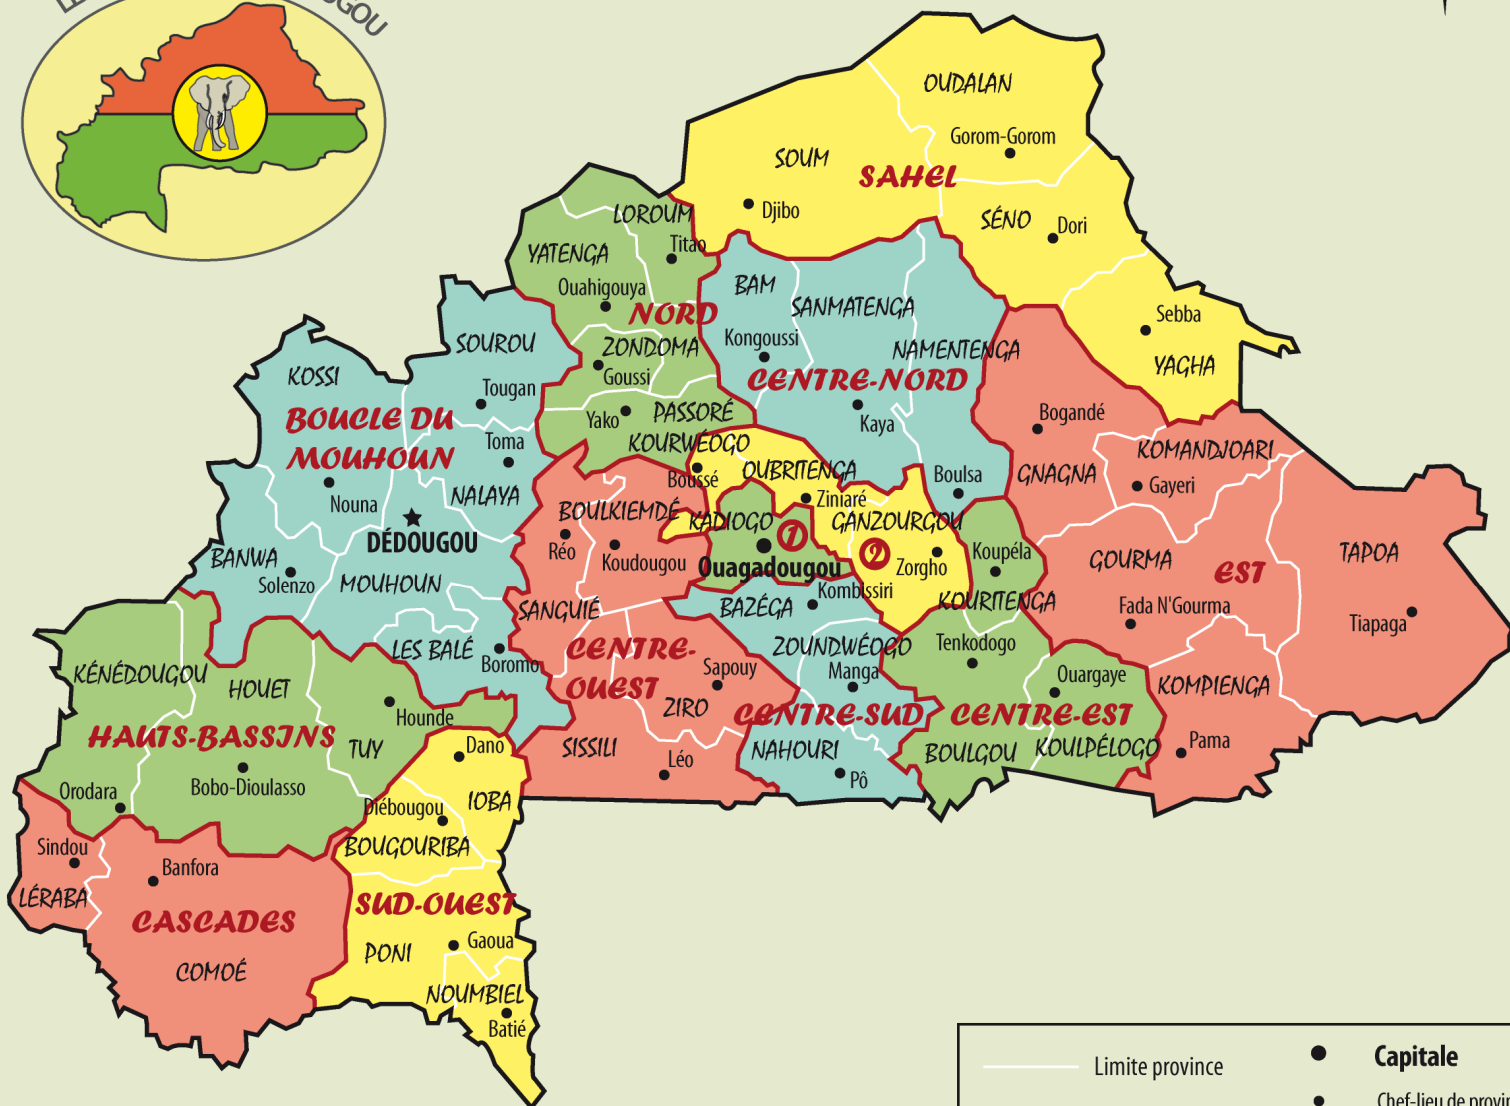 OUDALAN
Gorom-Gorom
SOUM
SAHEL
Djibo
SÉNO
Dori
LOROUM
Titao
YATENGA
Ouahigouya
NORD
BAM
SANMATENGA
Sebba
YAGHA
Kongoussi
NAMENTENGA
CENTRE-NORD
Kaya
SOUROU
ZONDOMA
Goussi
KOSSI
Tougan
BOUCLE DU
MOUHOUN
Yako
PASSORÉ
KOURWÉOGO
Toma
Boussé
OUBRITENGA
Ziniaré
Boulsa
Bogandé
KOMANDJOARI
GNAGNA
Gayeri
Nouna
NALAYA
DÉDOUGOU
BOULKIEMDÉ
Réo
Koudougou
KADIOGO
1
Ouagadougou
GANZOURGOU
2
Zorgho
Koupéla
KOURITENGA
GOURMA
EST
TAPOA
Fada N'Gourma
Tiapaga
BANWA
Solenzo
MOUHOUN
SANGUIÉ
BAZÉGA
Kombissiri
LES BALÉ
Boromo
CENTRE-
OUEST
Sapouy
ZIRO
ZOUNDWÉOGO
Manga
Tenkodogo
Ouargaye
KOMPIENGA
KÉNÉDOUGOU
HOUET
Hounde
HAUTS-BASSINS
TUY
Dano
SISSILI
Léo
CENTRE-SUD
NAHOURI
Pô
CENTRE-EST
BOULGOU
KOULPÉLOGO
Pama
Orodara
Bobo-Dioulasso
Diébougou
IOBA
BOUGOURIBA
Sindou
LÉRABA
Banfora
CASCADES
COMOÉ
SUD-OUEST
PONI
Gaoua
NOUMBIEL
Batié
Limite province
Capitale